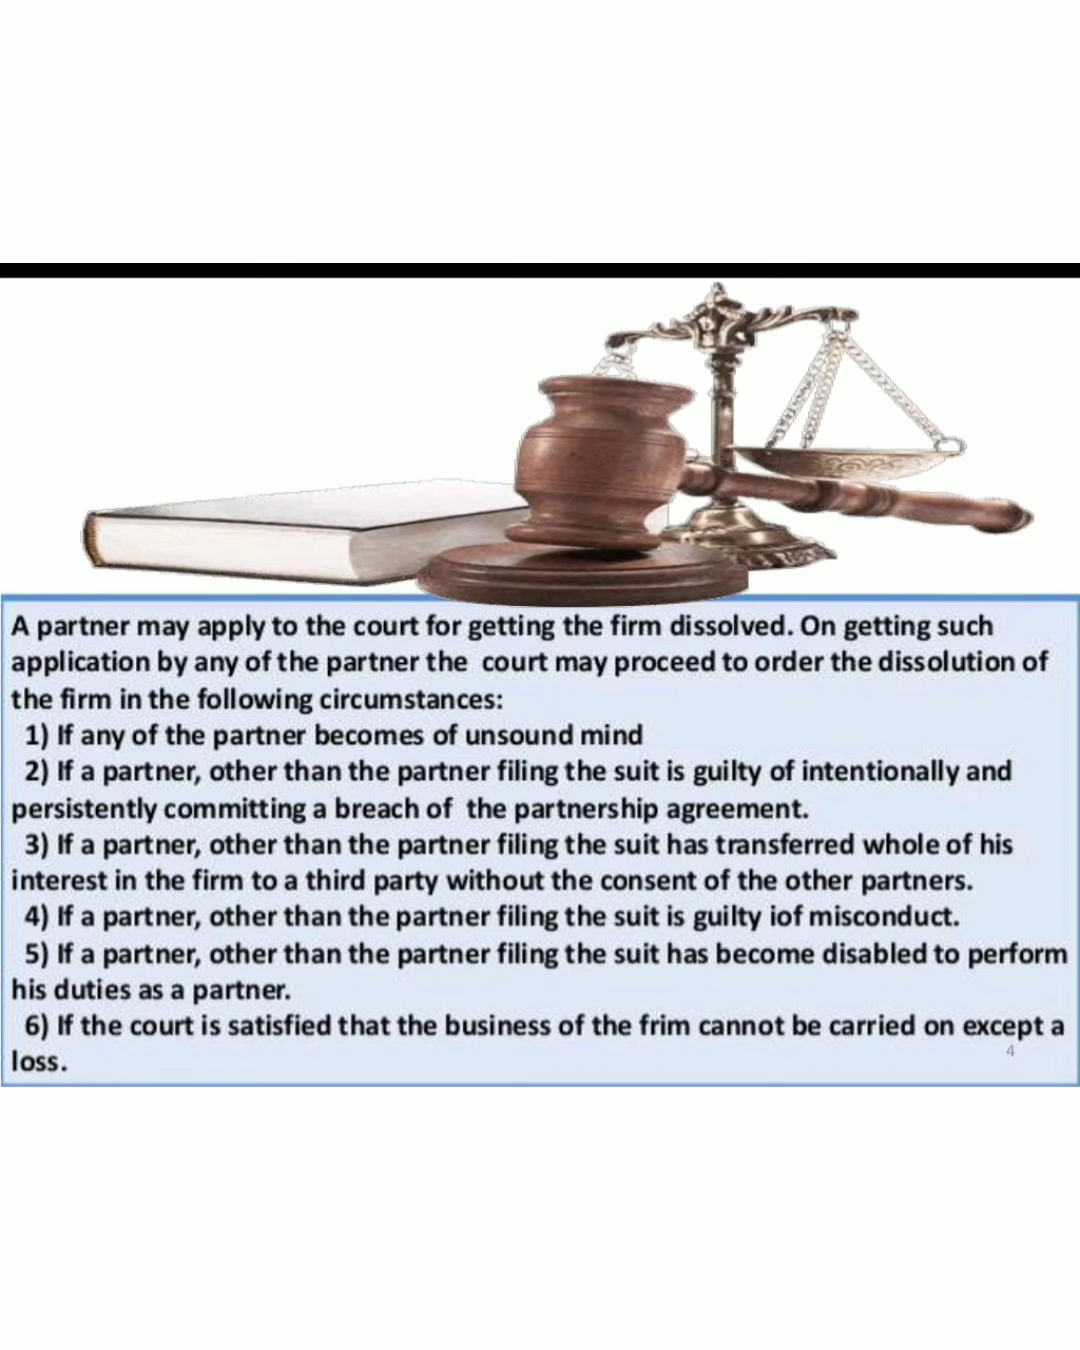 A partner may apply to the court for getting the firm dissolved. On getting such
application by any of the partner the court may proceed to order the dissolution of
the firm in the following circumstances:
1) If any of the partner becomes of unsound mind
2) If a partner, other than the partner filing the suit is guilty of intentionally and
persistently committing a breach of the partnership agreement.
3) If a partner, other than the partner filing the suit has transferred whole of his
interest in the firm to a third party without the consent of the other partners.
4) If a partner, other than the partner filing the suit is guilty iof misconduct.
5) If a partner, other than the partner filing the suit has become disabled to perform
his duties as a partner.
6) If the court is satisfied that the business of the frim cannot be carried on except a
loss.
4